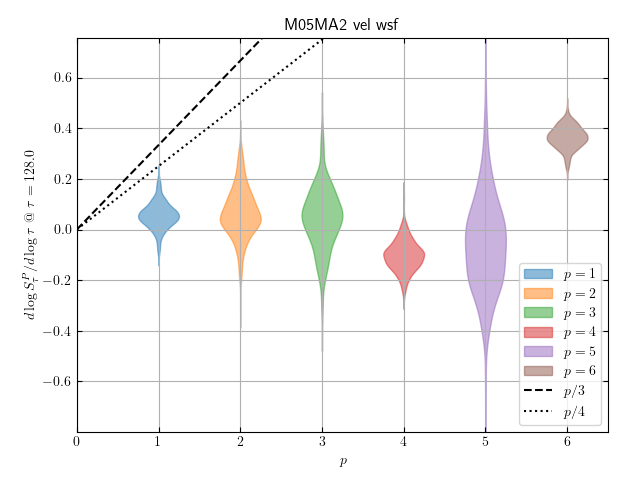 M05MA2 vel wsf
d log S_τ^p / d log τ @ τ = 128.0
0.6
0.4
0.2
0.0
−0.2
−0.4
−0.6
0 1 2 3 4 5 6
p
p = 1
p = 2
p = 3
p = 4
p = 5
p = 6
p/3
p/4